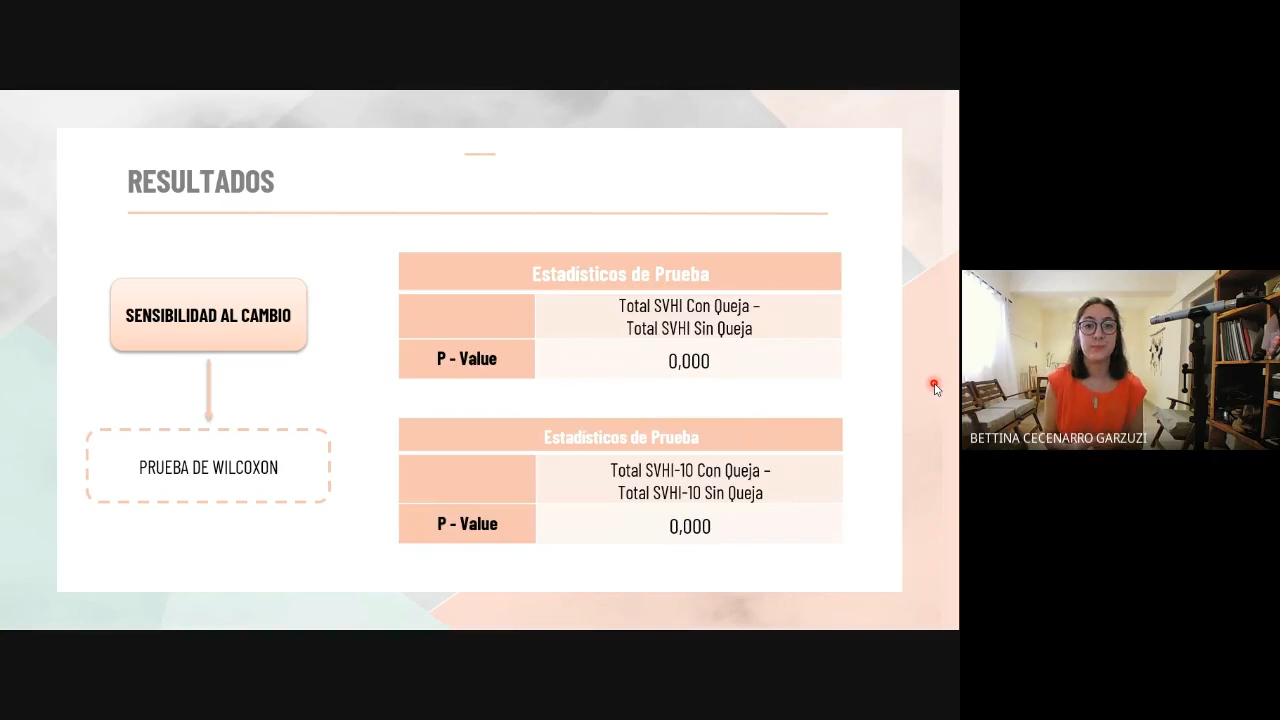 RESULTADOS
SENSIBILIDAD AL CAMBIO
PRUEBA DE WILCOXON
Estadísticos de Prueba
Total SVHI Con Queja –
Total SVHI Sin Queja
P - Value
0,000
Estadísticos de Prueba
Total SVHI-10 Con Queja –
Total SVHI-10 Sin Queja
P - Value
0,000
BETTINA CECENARRO GARZUZI